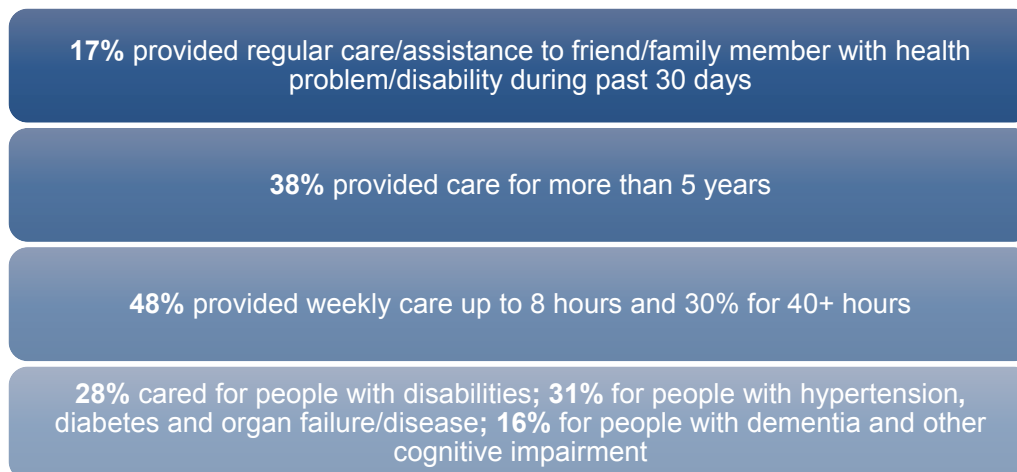 17% provided regular care/assistance to friend/family member with health
problem/disability during past 30 days
38% provided care for more than 5 years
48% provided weekly care up to 8 hours and 30% for 40+ hours
28% cared for people with disabilities; 31% for people with hypertension,
diabetes and organ failure/disease; 16% for people with dementia and other
cognitive impairment